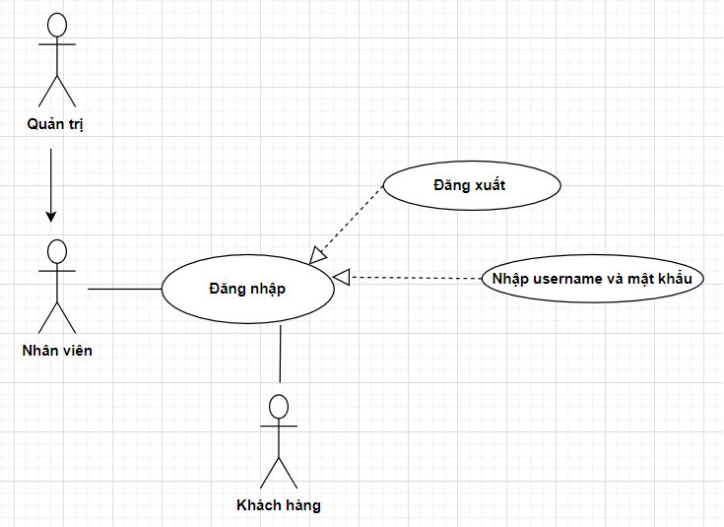 Quản trị
Đăng xuất
Đăng nhập
Nhập username và mật khẩu
Nhân viên
Khách hàng